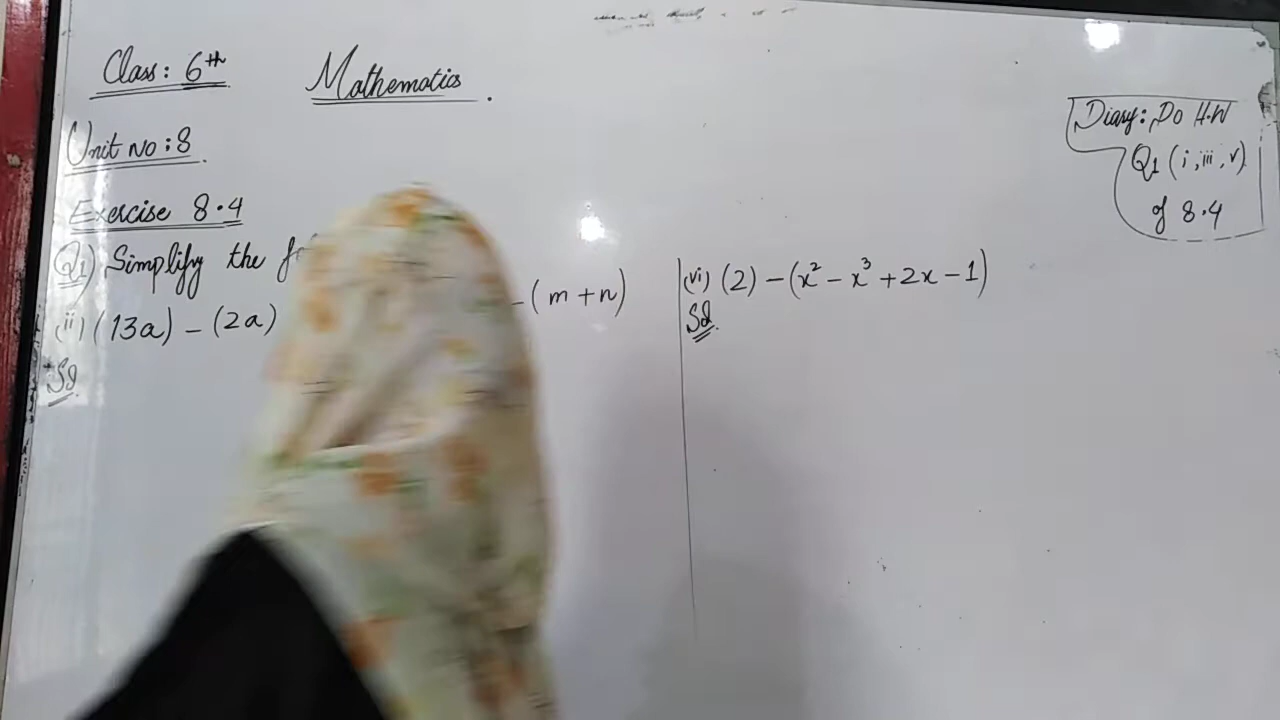 Class: 6th
Mathematics.
Unit No: 8.
Exercise 8.4
Q1) Simplify the
(ii) (13a) - (2a)
Sol.
- (m + n)
(vi) (2) - (x² - x³ + 2x - 1)
Sol.
Diary: Do H.W
Q1 (i, iii, v)
of 8.4